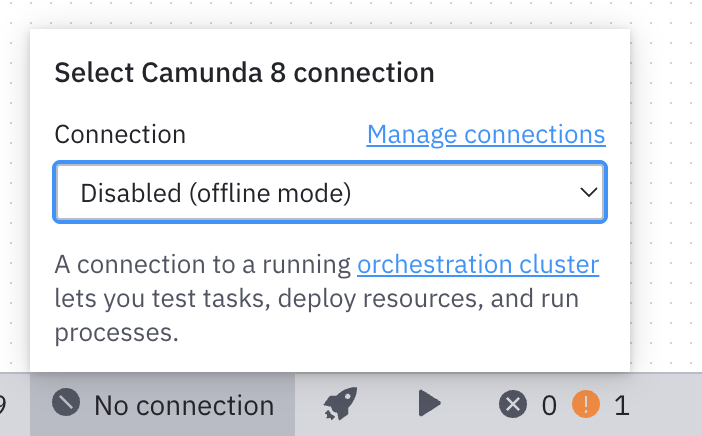 Select Camunda 8 connection
Connection Manage connections
Disabled (offline mode)
A connection to a running orchestration cluster
lets you test tasks, deploy resources, and run
processes.
9 No connection 0 1